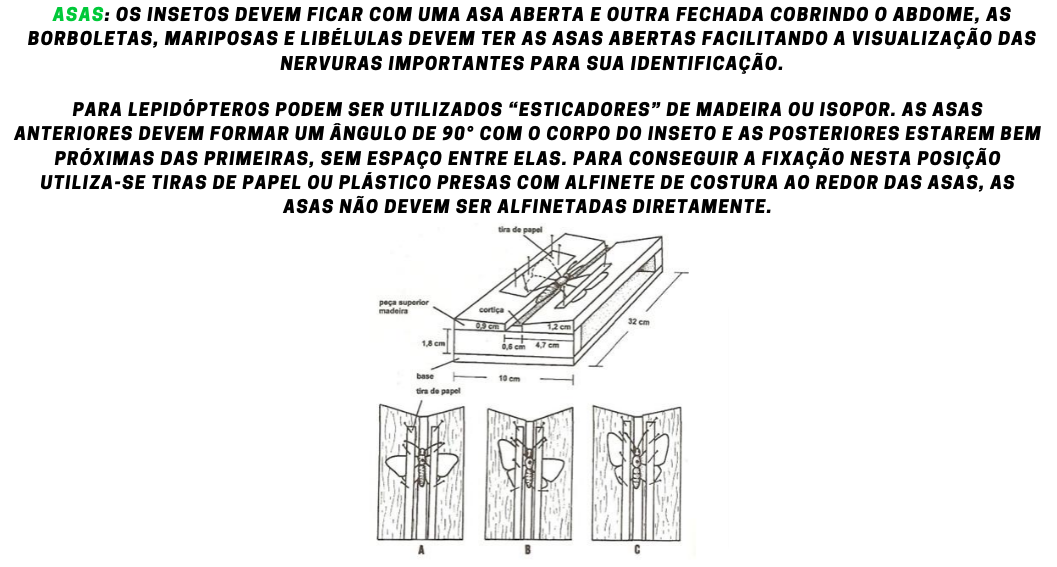 ASAS: OS INSETOS DEVEM FICAR COM UMA ASA ABERTA E OUTRA FECHADA COBRINDO O ABDOME, AS
BORBOLETAS, MARIPOSAS E LIBÉLULAS DEVEM TER AS ASAS ABERTAS FACILITANDO A VISUALIZAÇÃO DAS
NERVURAS IMPORTANTES PARA SUA IDENTIFICAÇÃO.
PARA LEPIDÓPTEROS PODEM SER UTILIZADOS “ESTICADORES” DE MADEIRA OU ISOPOR. AS ASAS
ANTERIORES DEVEM FORMAR UM ÂNGULO DE 90° COM O CORPO DO INSETO E AS POSTERIORES ESTAREM BEM
PRÓXIMAS DAS PRIMEIRAS, SEM ESPAÇO ENTRE ELAS. PARA CONSEGUIR A FIXAÇÃO NESTA POSIÇÃO
UTILIZA-SE TIRAS DE PAPEL OU PLÁSTICO PRESAS COM ALFINETE DE COSTURA AO REDOR DAS ASAS, AS
ASAS NÃO DEVEM SER ALFINETADAS DIRETAMENTE.
tira de papel
peça superior
madeira
cortiça
0,9 cm
1,2 cm
32 cm
1,8 cm
0,6 cm
4,7 cm
base
10 cm
tira de papel
A
B
C